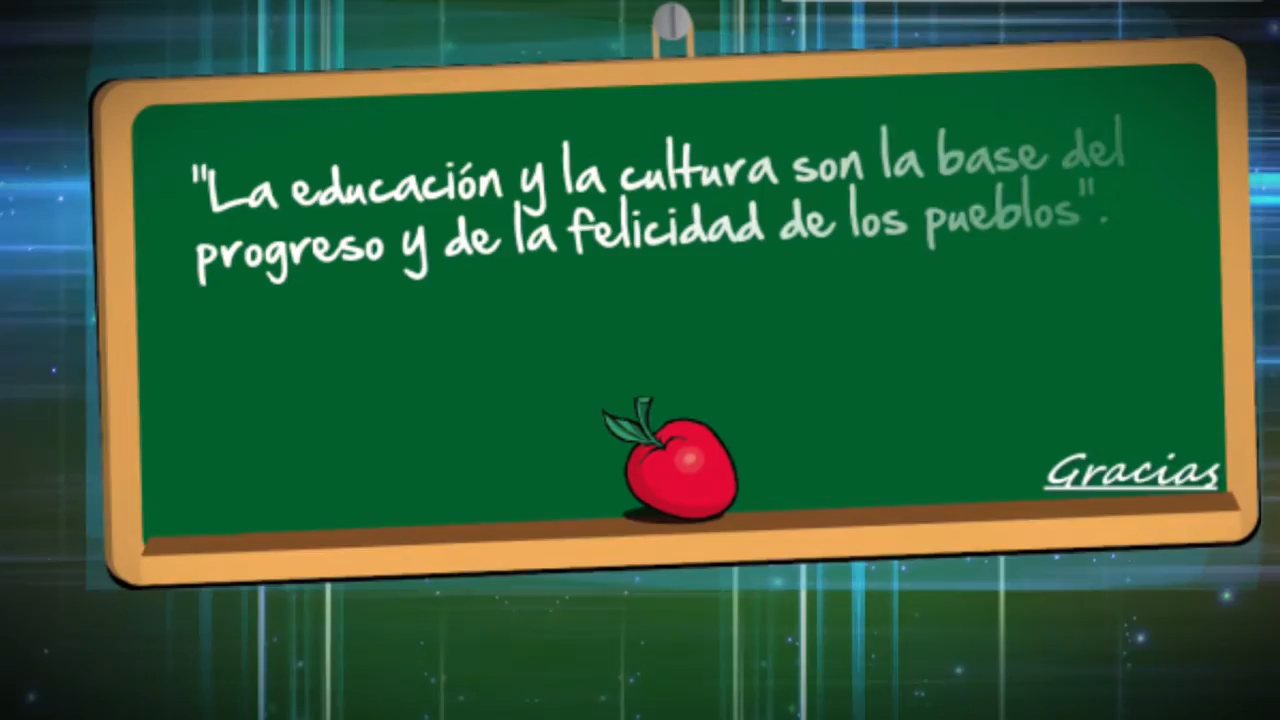 "La educación y la cultura son la base del
progreso y de la felicidad de los pueblos".
Gracias